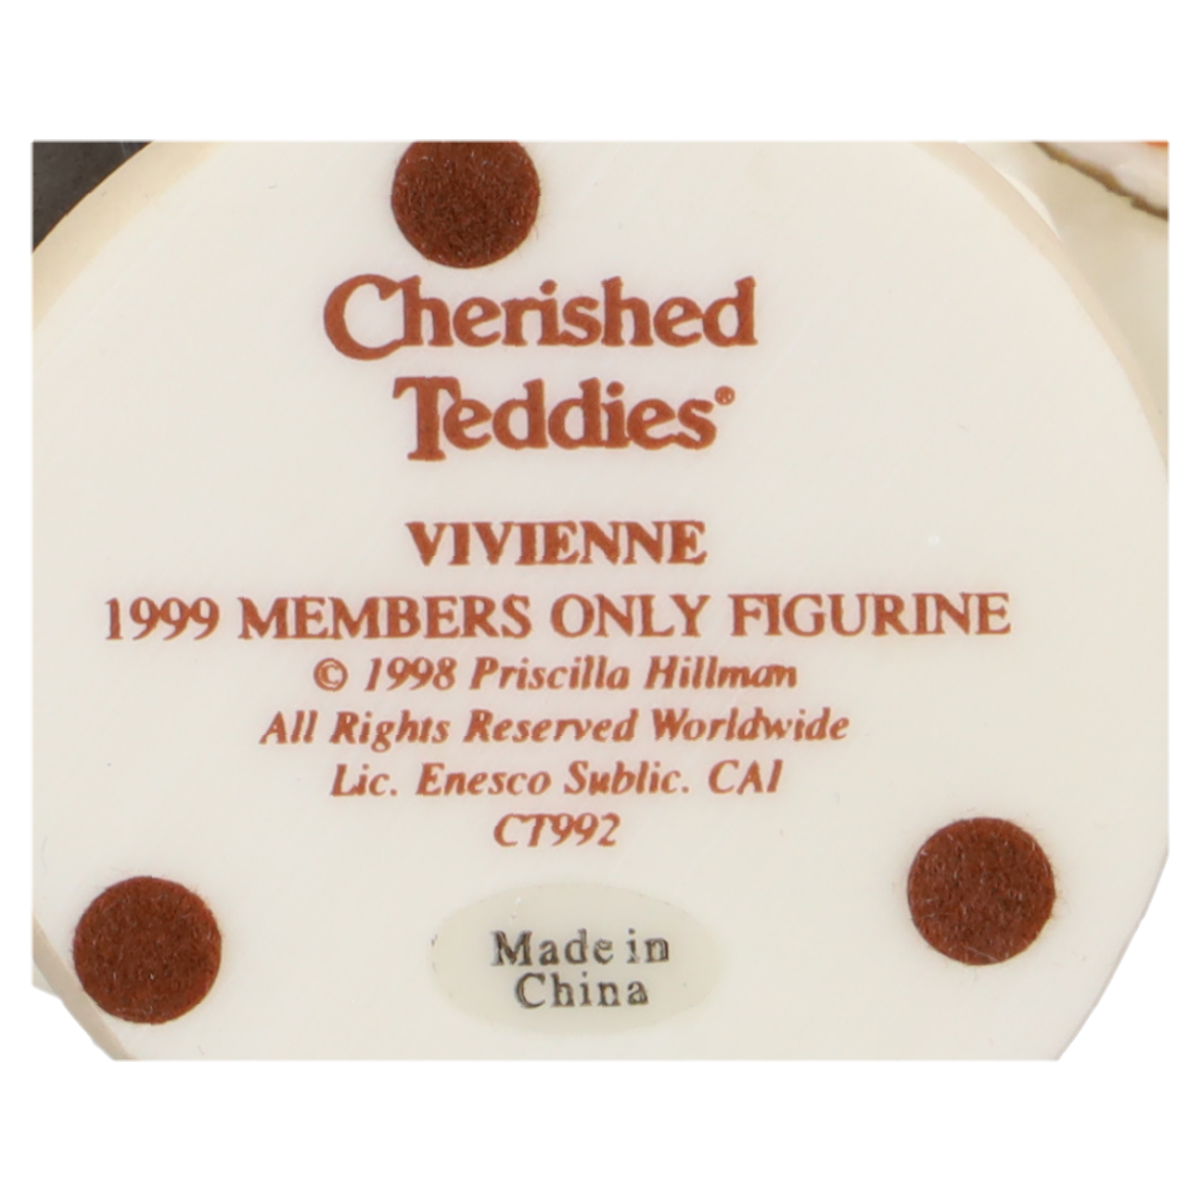 Cherished
Teddies®
VIVIENNE
1999 MEMBERS ONLY FIGURINE
© 1998 Priscilla Hillman
All Rights Reserved Worldwide
Lic. Enesco Sublic. CAI
CT992
Made in
China